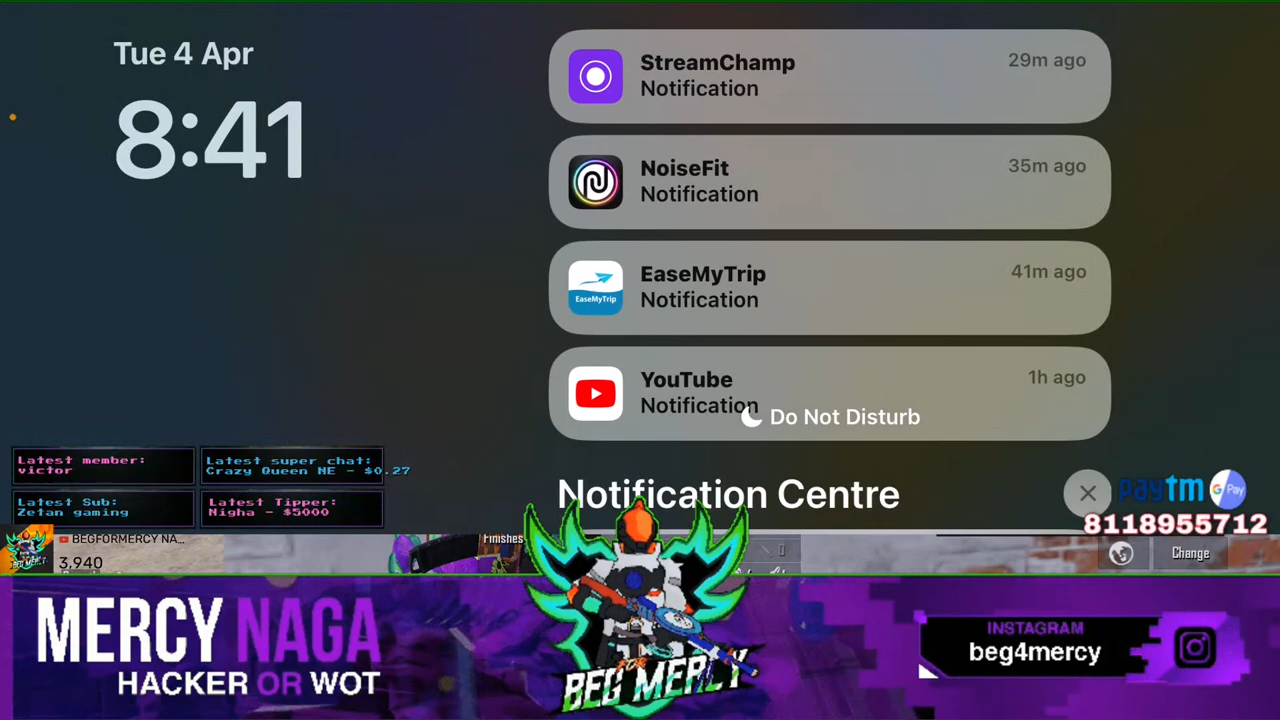 Tue 4 Apr
8:41
StreamChamp
Notification
29m ago
NoiseFit
Notification
35m ago
EaseMyTrip
EaseMyTrip
Notification
41m ago
YouTube
Notification
1h ago
Do Not Disturb
Notification Centre
Latest member:
victor
Latest super chat:
Crazy Queen NE - $0.27
Latest Sub:
Zetan gaming
Latest Tipper:
Nigha - $5000
paytm
G Pay
8118955712
BEGFORMERCY NA...
3,940
Finishes
Change
MERCY NAGA
HACKER OR WOT
BEG FOR MERCY
INSTAGRAM
beg4mercy